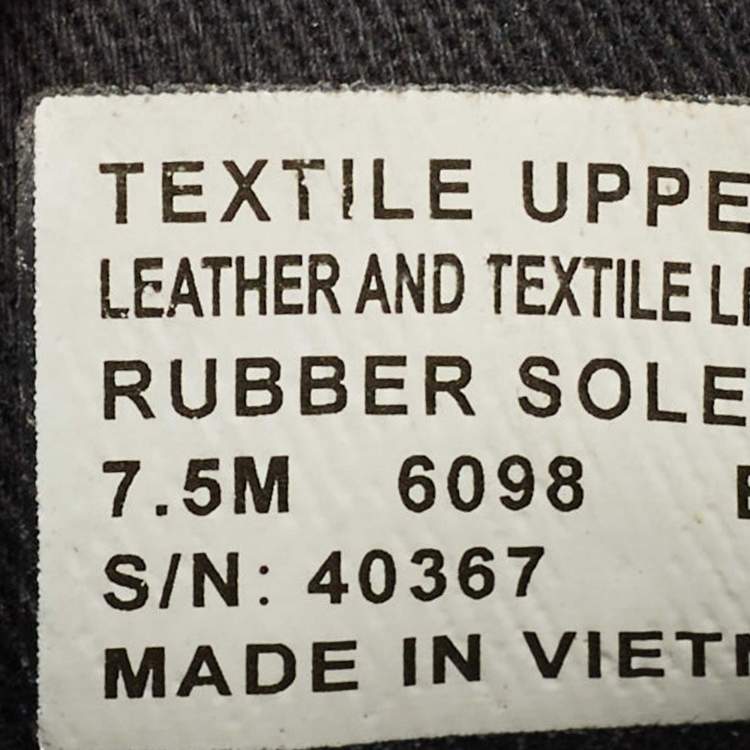 TEXTILE UPPE
LEATHER AND TEXTILE L
RUBBER SOLE
7.5M 6098
S/N: 40367
MADE IN VIET